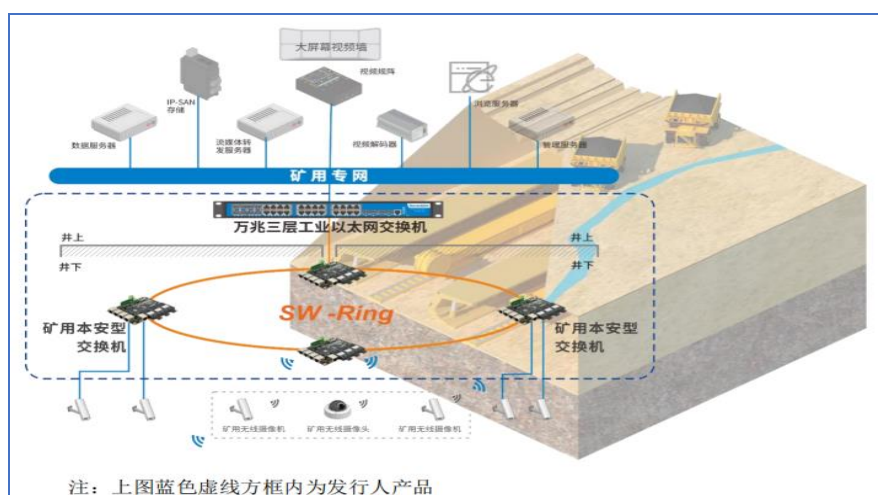 大屏幕视频墙
IP-SAN
存储
视频矩阵
浏览服务器
数据服务器
流媒体转
发服务器
视频解码器
管理服务器
矿用专网
万兆三层工业以太网交换机
井上
井上
井下
井下
SW-Ring
矿用本安型
交换机
矿用本安型
交换机
矿用无线摄像机
矿用无线摄像头
矿用无线摄像机
注：上图蓝色虚线方框内为发行人产品